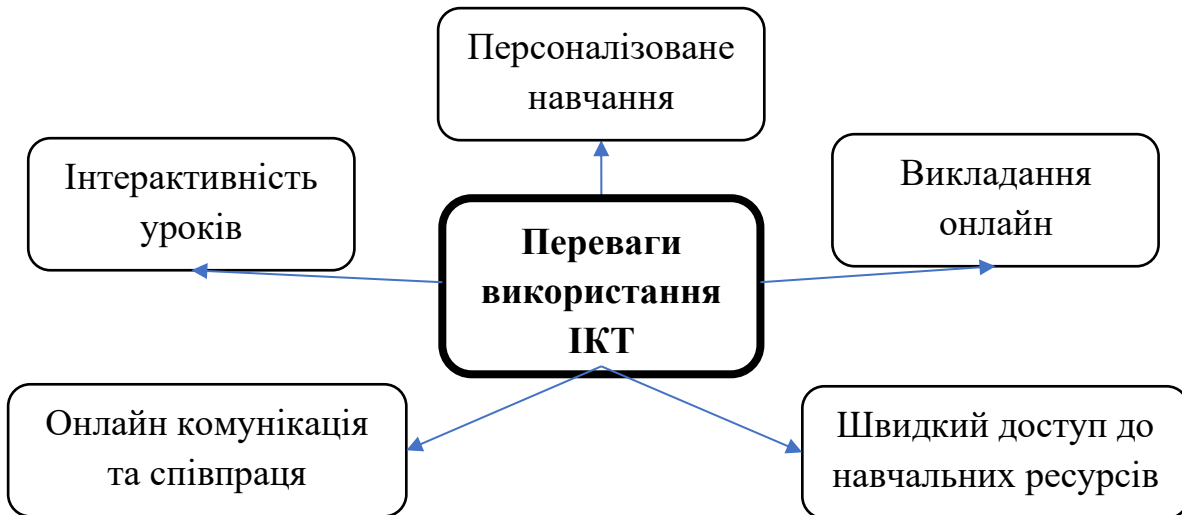 Персоналізоване
навчання
Інтерактивність
уроків
Викладання
онлайн
Переваги
використання
ІКТ
Онлайн комунікація
та співпраця
Швидкий доступ до
навчальних ресурсів